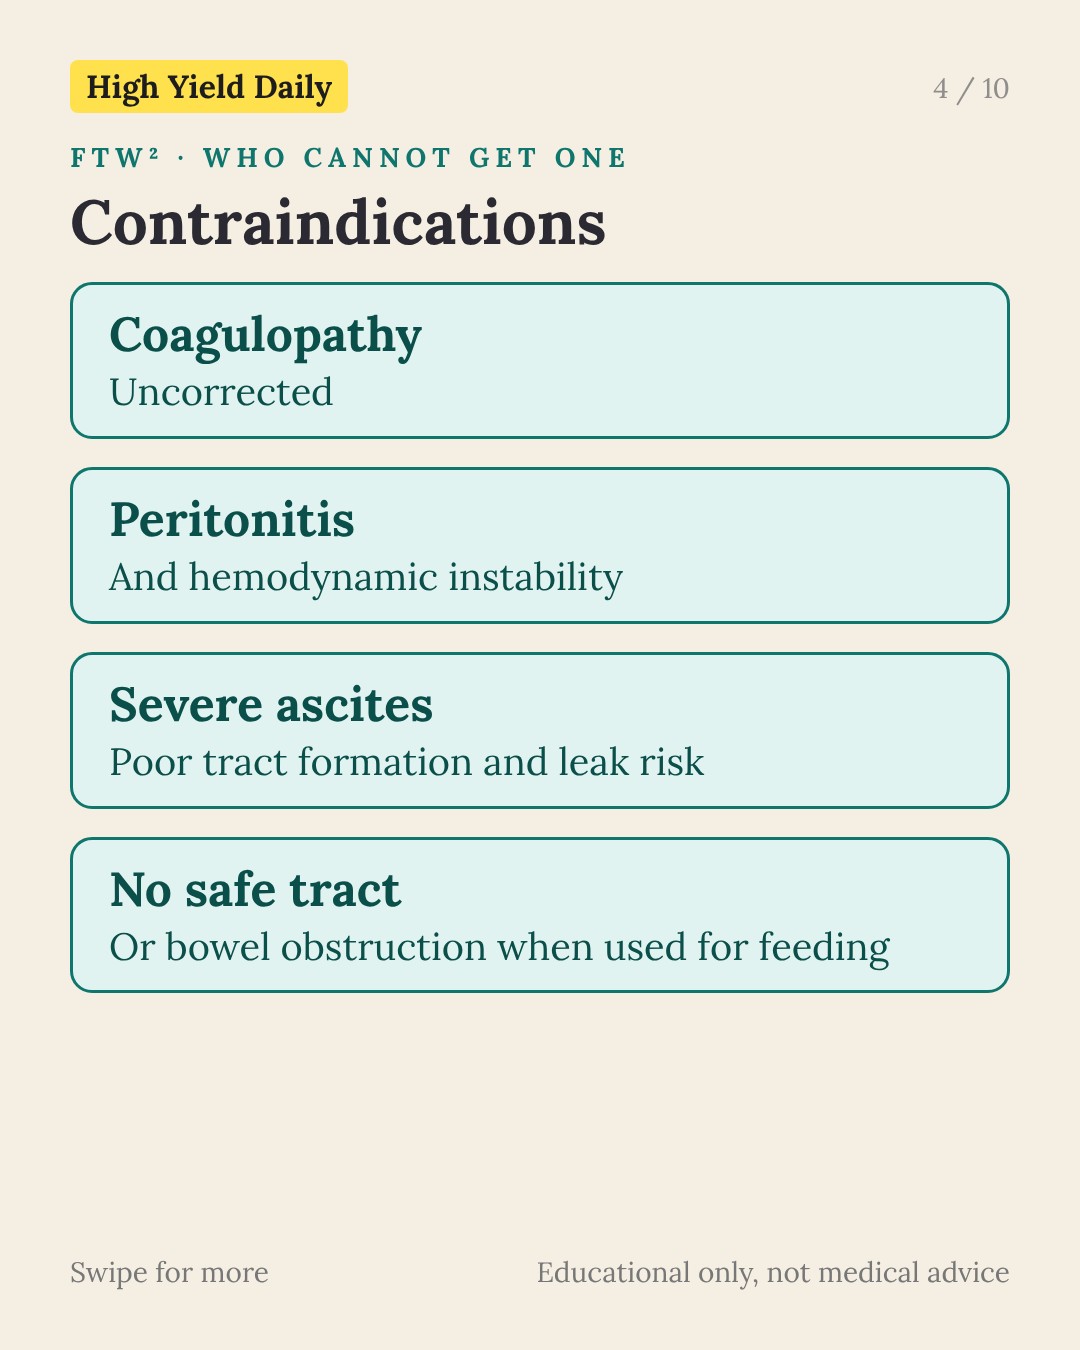 High Yield Daily
4 / 10
FTW² · WHO CANNOT GET ONE
Contraindications
Coagulopathy
Uncorrected
Peritonitis
And hemodynamic instability
Severe ascites
Poor tract formation and leak risk
No safe tract
Or bowel obstruction when used for feeding
Swipe for more
Educational only, not medical advice